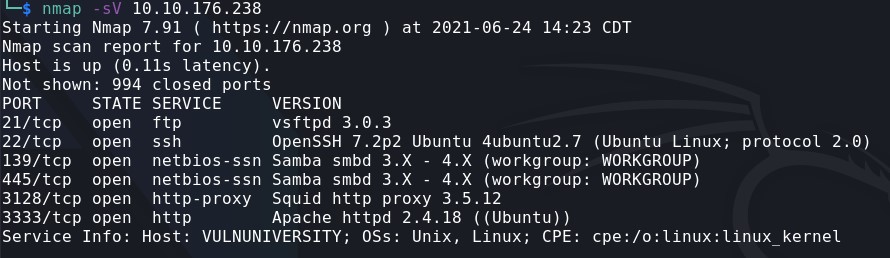 └─$ nmap -sV 10.10.176.238
Starting Nmap 7.91 ( https://nmap.org ) at 2021-06-24 14:23 CDT
Nmap scan report for 10.10.176.238
Host is up (0.11s latency).
Not shown: 994 closed ports
PORT     STATE SERVICE     VERSION
21/tcp   open  ftp         vsftpd 3.0.3
22/tcp   open  ssh         OpenSSH 7.2p2 Ubuntu 4ubuntu2.7 (Ubuntu Linux; protocol 2.0)
139/tcp  open  netbios-ssn Samba smbd 3.X - 4.X (workgroup: WORKGROUP)
445/tcp  open  netbios-ssn Samba smbd 3.X - 4.X (workgroup: WORKGROUP)
3128/tcp open  http-proxy  Squid http proxy 3.5.12
3333/tcp open  http        Apache httpd 2.4.18 ((Ubuntu))
Service Info: Host: VULNUNIVERSITY; OSs: Unix, Linux; CPE: cpe:/o:linux:linux_kernel